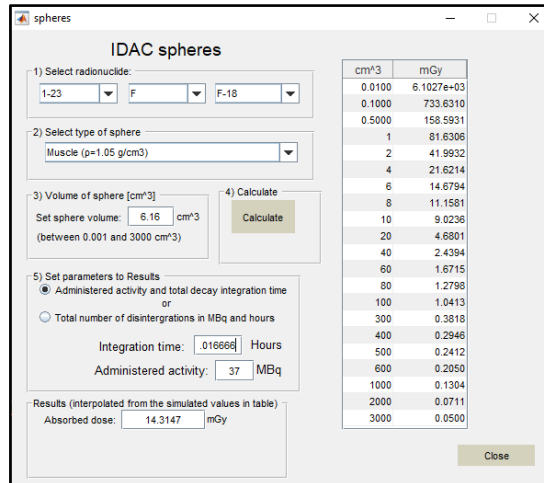 spheres
IDAC spheres
1) Select radionuclide:
1-23 F F-18
2) Select type of sphere
Muscle (ρ=1.05 g/cm3)
3) Volume of sphere [cm^3]
Set sphere volume: 6.16 cm^3
(between 0.001 and 3000 cm^3)
4) Calculate
Calculate
5) Set parameters to Results
Administered activity and total decay integration time
or
Total number of disintergrations in MBq and hours
Integration time: .016666 Hours
Administered activity: 37 MBq
Results (interpolated from the simulated values in table)
Absorbed dose: 14.3147 mGy
cm^3 mGy
0.0100 6.1027e+03
0.1000 733.6310
0.5000 158.5931
1 81.6306
2 41.9932
4 21.6214
6 14.6794
8 11.1581
10 9.0236
20 4.6801
40 2.4394
60 1.6715
80 1.2798
100 1.0413
300 0.3818
400 0.2946
500 0.2412
600 0.2050
1000 0.1304
2000 0.0711
3000 0.0500
Close